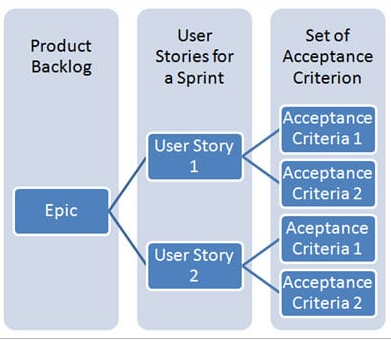 Product
Backlog
User
Stories for
a Sprint
Set of
Acceptance
Criterion
Epic
User Story
1
User Story
2
Acceptance
Criteria 1
Acceptance
Criteria 2
Aceptance
Criteria 1
Acceptance
Criteria 2